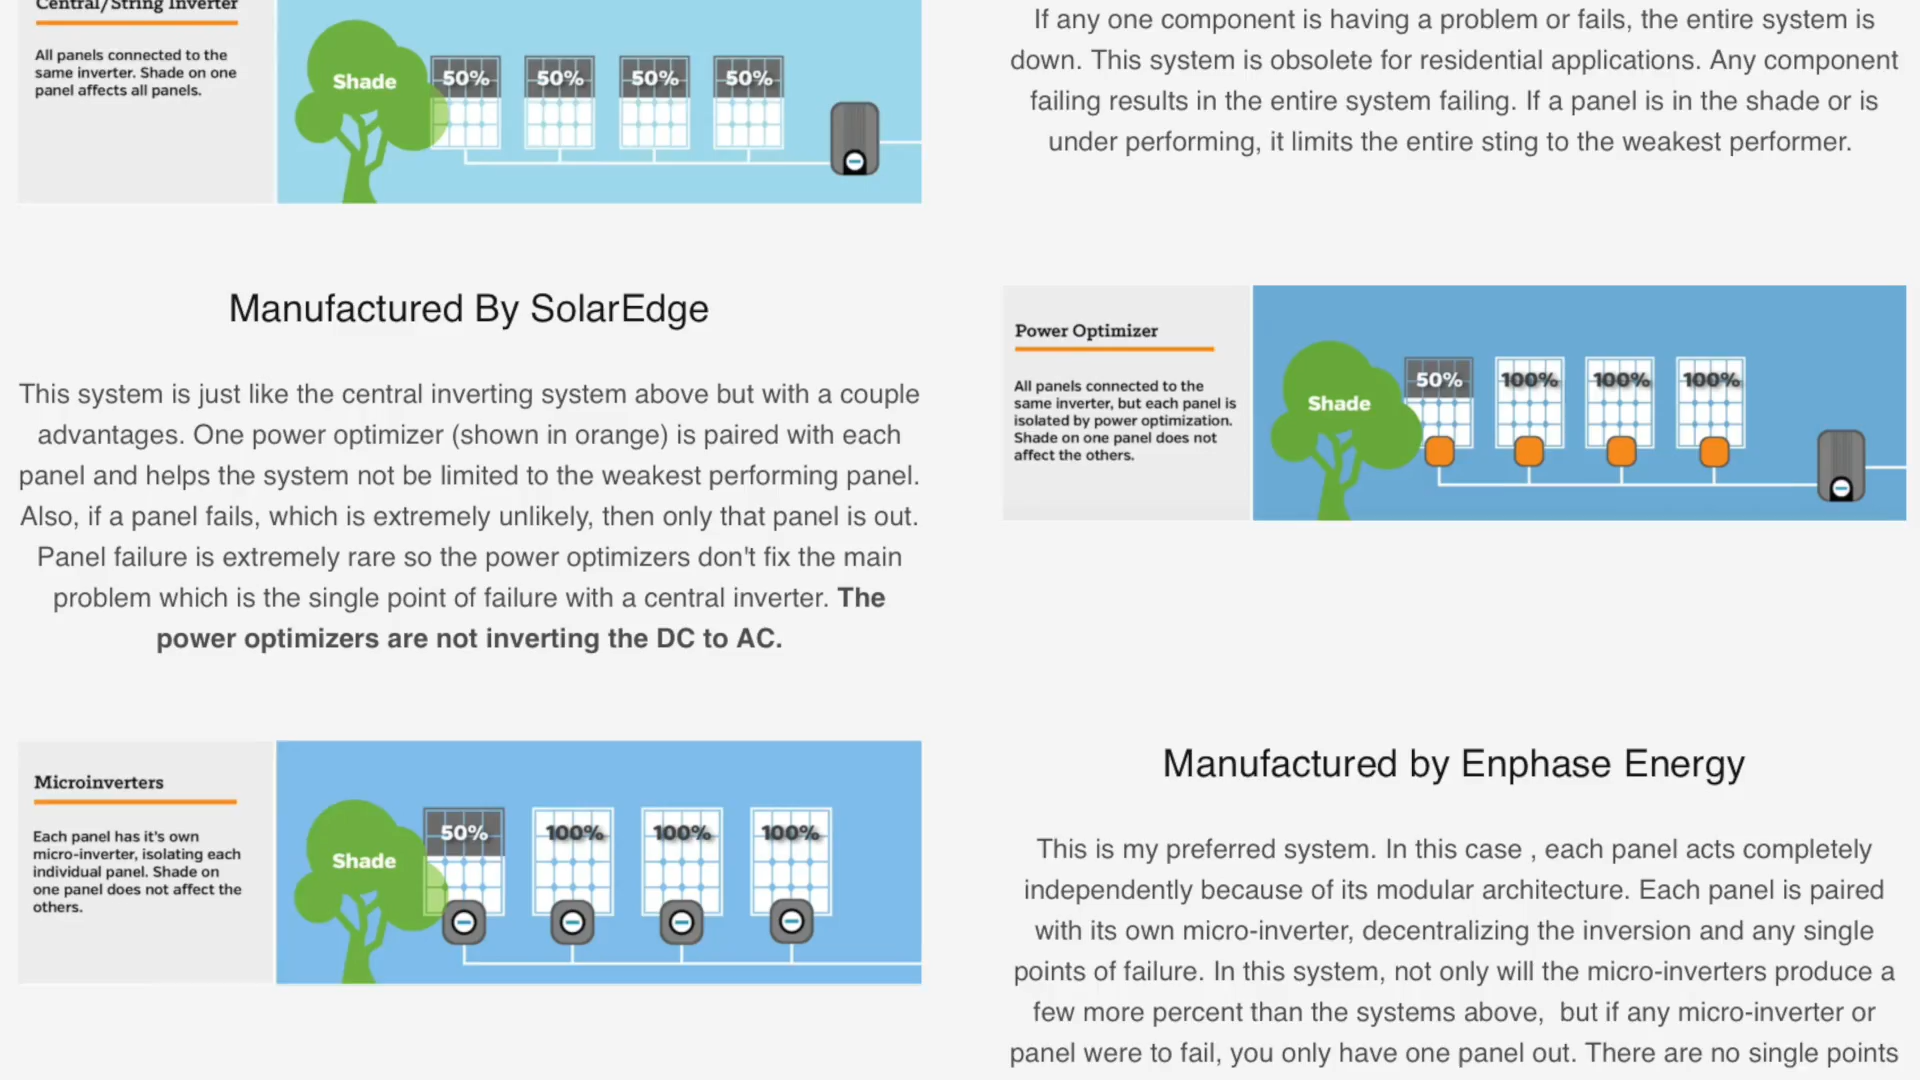 Central/String Inverter
All panels connected to the
same inverter. Shade on one
panel affects all panels.
Shade
50%
50%
50%
50%
If any one component is having a problem or fails, the entire system is
down. This system is obsolete for residential applications. Any component
failing results in the entire system failing. If a panel is in the shade or is
under performing, it limits the entire sting to the weakest performer.
Manufactured By SolarEdge
This system is just like the central inverting system above but with a couple
advantages. One power optimizer (shown in orange) is paired with each
panel and helps the system not be limited to the weakest performing panel.
Also, if a panel fails, which is extremely unlikely, then only that panel is out.
Panel failure is extremely rare so the power optimizers don't fix the main
problem which is the single point of failure with a central inverter. The
power optimizers are not inverting the DC to AC.
Power Optimizer
All panels connected to the
same inverter, but each panel is
isolated by power optimization.
Shade on one panel does not
affect the others.
Shade
50%
100%
100%
100%
Microinverters
Each panel has it's own
micro-inverter, isolating each
individual panel. Shade on
one panel does not affect the
others.
Shade
50%
100%
100%
100%
Manufactured by Enphase Energy
This is my preferred system. In this case , each panel acts completely
independently because of its modular architecture. Each panel is paired
with its own micro-inverter, decentralizing the inversion and any single
points of failure. In this system, not only will the micro-inverters produce a
few more percent than the systems above,  but if any micro-inverter or
panel were to fail, you only have one panel out. There are no single points